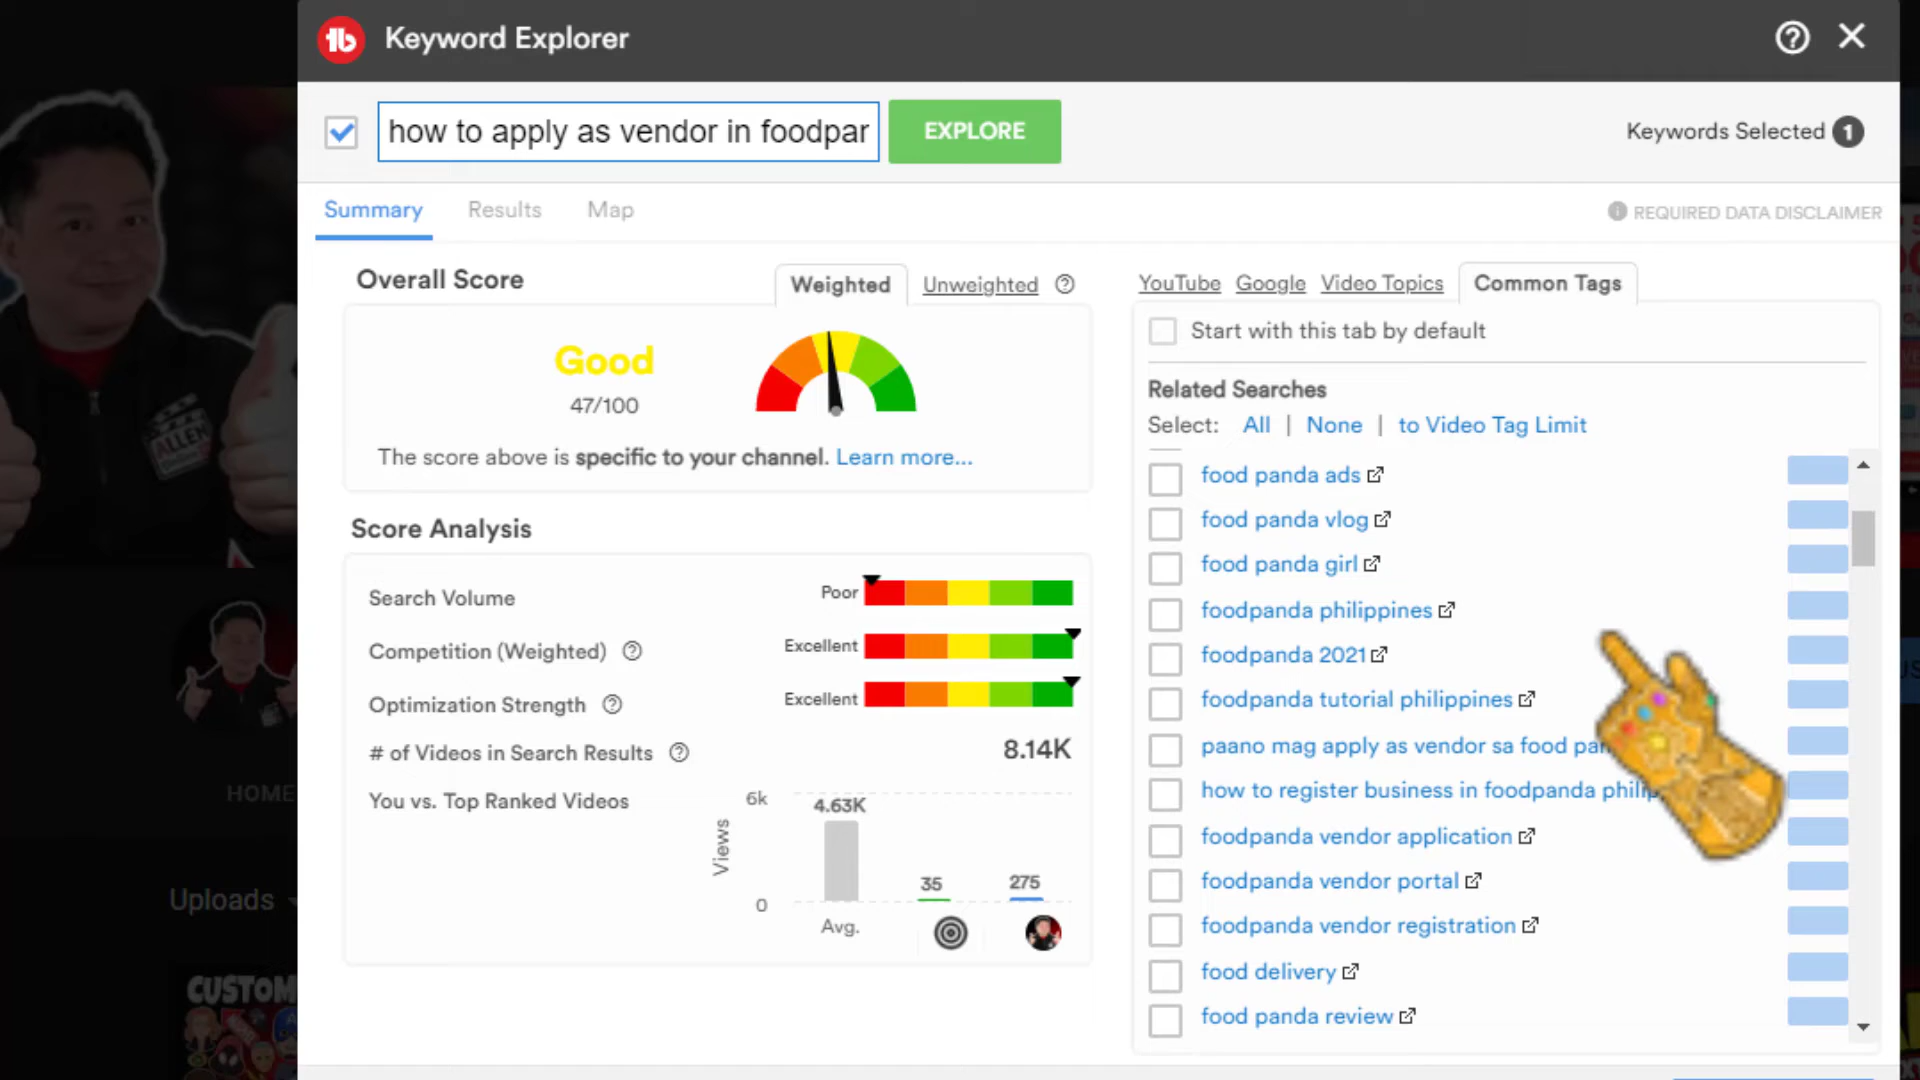 tb Keyword Explorer
how to apply as vendor in foodpar
EXPLORE
Keywords Selected 1
Summary Results Map
REQUIRED DATA DISCLAIMER
Overall Score
Weighted Unweighted
Good
47/100
The score above is specific to your channel. Learn more...
Score Analysis
Search Volume Poor
Competition (Weighted) Excellent
Optimization Strength Excellent
# of Videos in Search Results 8.14K
You vs. Top Ranked Videos
Views
6k
0
4.63K
35
275
Avg.
YouTube Google Video Topics Common Tags
Start with this tab by default
Related Searches
Select: All | None | to Video Tag Limit
food panda ads
food panda vlog
food panda girl
foodpanda philippines
foodpanda 2021
foodpanda tutorial philippines
paano mag apply as vendor sa food pan
how to register business in foodpanda philip
foodpanda vendor application
foodpanda vendor portal
foodpanda vendor registration
food delivery
food panda review
ALLEN
HOME
Uploads
CUSTOM